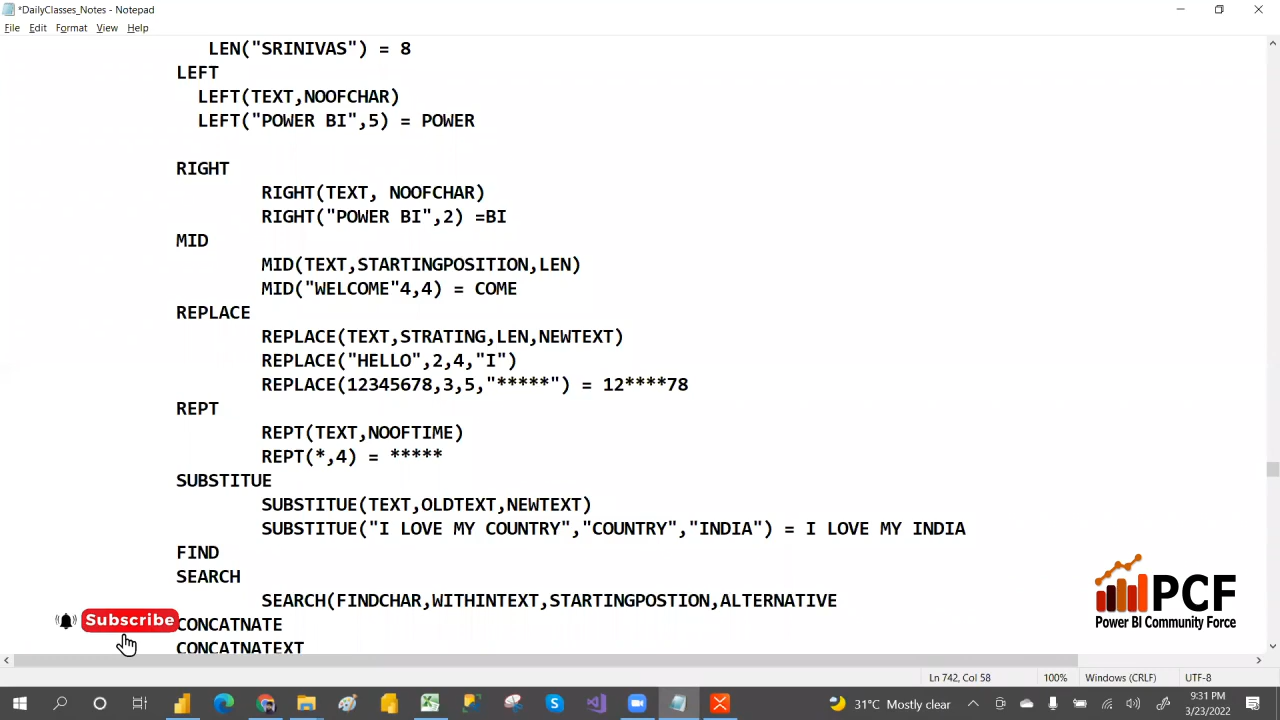 *DailyClasses_Notes - Notepad
File Edit Format View Help
LEN("SRINIVAS") = 8
LEFT
LEFT(TEXT,NOOFCHAR)
LEFT("POWER BI",5) = POWER
RIGHT
RIGHT(TEXT, NOOFCHAR)
RIGHT("POWER BI",2) =BI
MID
MID(TEXT,STARTINGPOSITION,LEN)
MID("WELCOME"4,4) = COME
REPLACE
REPLACE(TEXT,STRATING,LEN,NEWTEXT)
REPLACE("HELLO",2,4,"I")
REPLACE(12345678,3,5,"*****") = 12****78
REPT
REPT(TEXT,NOOFTIME)
REPT(*,4) = *****
SUBSTITUE
SUBSTITUE(TEXT,OLDTEXT,NEWTEXT)
SUBSTITUE("I LOVE MY COUNTRY","COUNTRY","INDIA") = I LOVE MY INDIA
FIND
SEARCH
SEARCH(FINDCHAR,WITHINTEXT,STARTINGPOSTION,ALTERNATIVE
CONCATNATE
CONCATNATEXT
Subscribe
PCF
Power BI Community Force
Ln 742, Col 58 100% Windows (CRLF) UTF-8
31°C Mostly clear
9:31 PM
3/23/2022